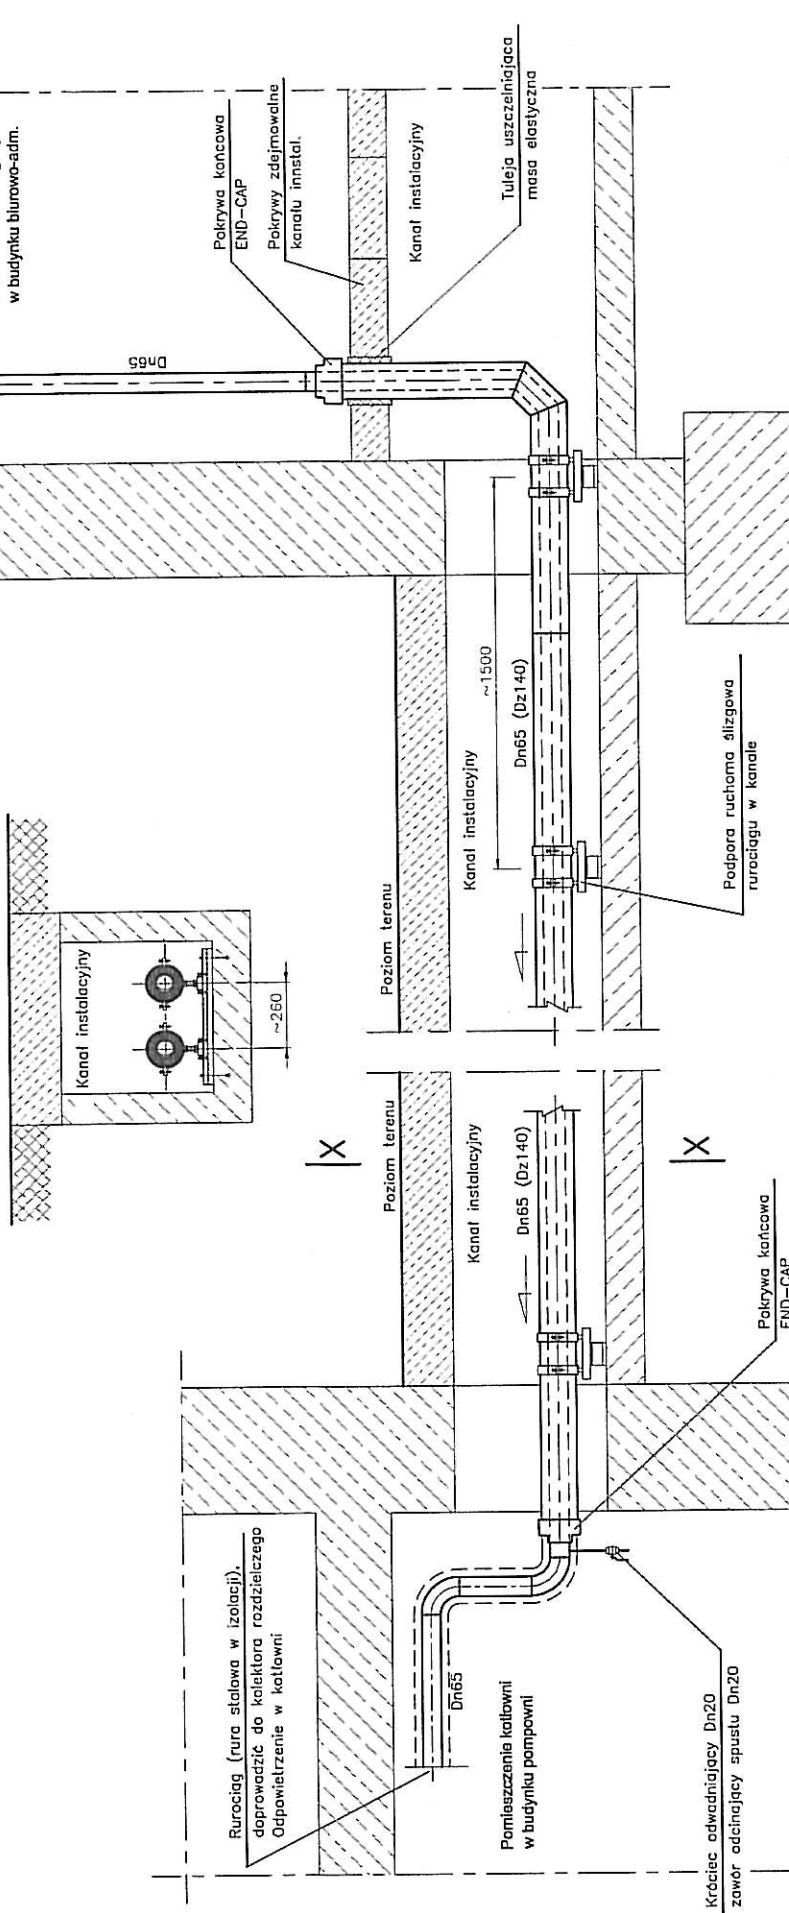 w budynku biurowo-adm.
Dn65
Pokrywa końcowa
END-CAP
Pokrywy zdejmowalne
kanału innstal.
Kanał instalacyjny
Tuleja uszczelniająca
masa elastyczna
Kanał instalacyjny
~260
Poziom terenu
Kanał instalacyjny
~1500
Dn65 (Dz140)
Podpora ruchoma ślizgowa
rurociągu w kanale
X
Poziom terenu
Kanał instalacyjny
Dn65 (Dz140)
X
Pokrywa końcowa
END-CAP
Rurociąg (rura stalowa w izolacji),
doprowadzić do kolektora rozdzielczego
Odpowietrzenie w kotłowni
Dn65
Pomieszczenie kotłowni
w budynku pompowni
Króciec odwadniający Dn20
zawór odcinający spustu Dn20